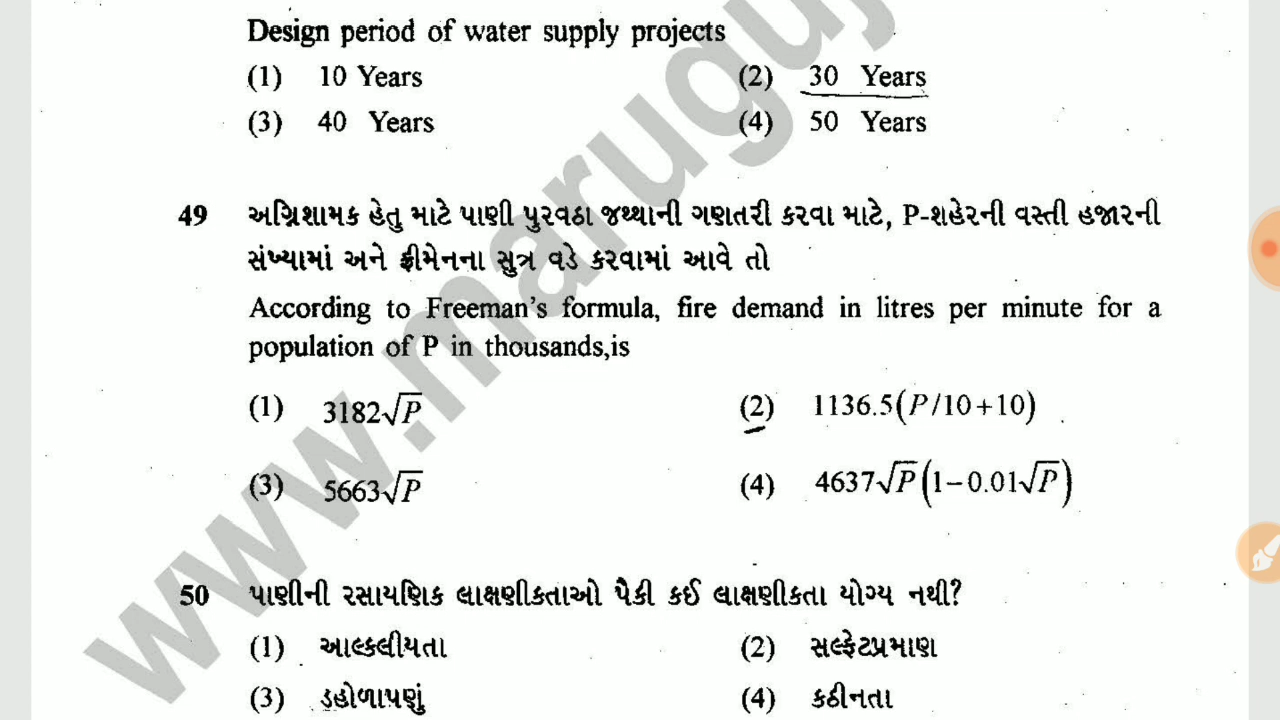 Design period of water supply projects
(1) 10 Years (2) 30 Years
(3) 40 Years (4) 50 Years
49 અગ્નિશામક હેતુ માટે પાણી પુરવઠા જથ્થાની ગણતરી કરવા માટે, P-શહેરની વસ્તી હજારની
સંખ્યામાં અને ફ્રીમેનના સુત્ર વડે કરવામાં આવે તો
According to Freeman's formula, fire demand in litres per minute for a
population of P in thousands,is
(1) 3182√P (2) 1136.5(P/10+10)
(3) 5663√P (4) 4637√P(1-0.01√P)
50 પાણીની રસાયણિક લાક્ષણીકતાઓ પૈકી કઈ લાક્ષણીકતા યોગ્ય નથી?
(1) આલ્કલીયતા (2) સલ્ફેટપ્રમાણ
(3) ડહોળાપણું (4) કઠીનતા
www.maruguj